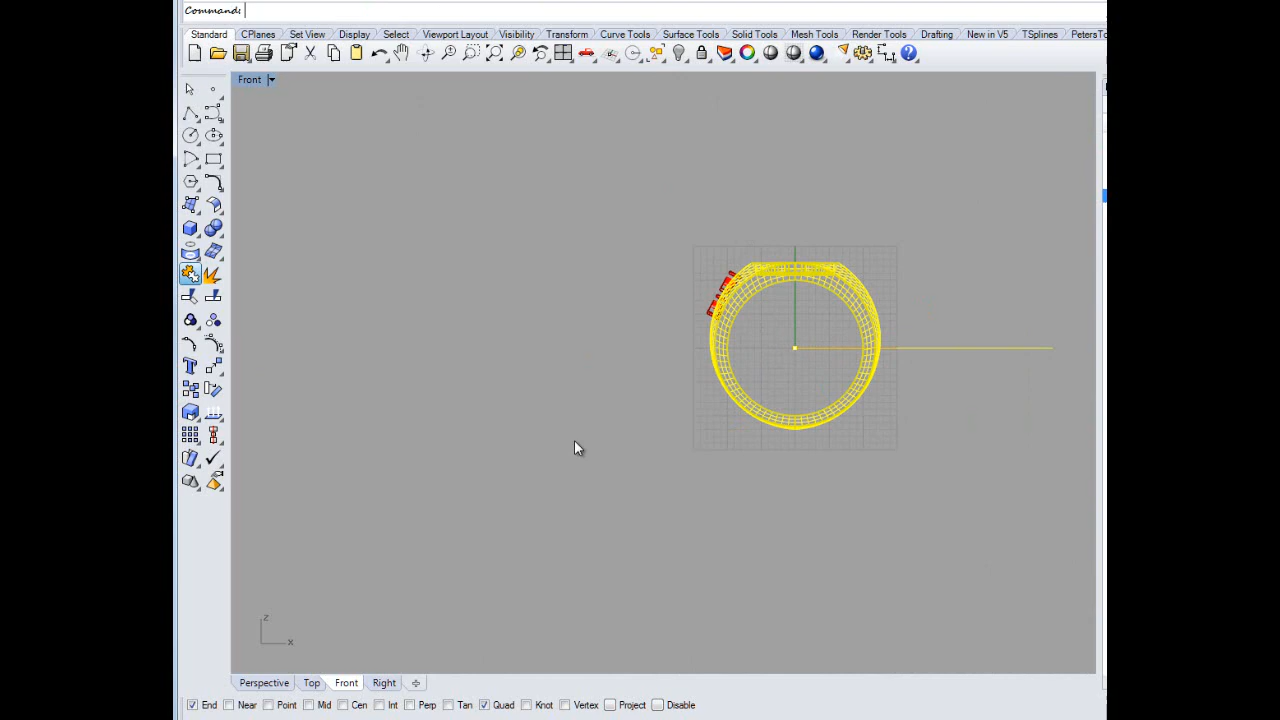 Command:
Standard CPlanes Set View Display Select Viewport Layout Visibility Transform Curve Tools Surface Tools Solid Tools Mesh Tools Render Tools Drafting New in V5 TSplines PetersTo
Front
z
x
Perspective Top Front Right
End Near Point Mid Cen Int Perp Tan Quad Knot Vertex Project Disable